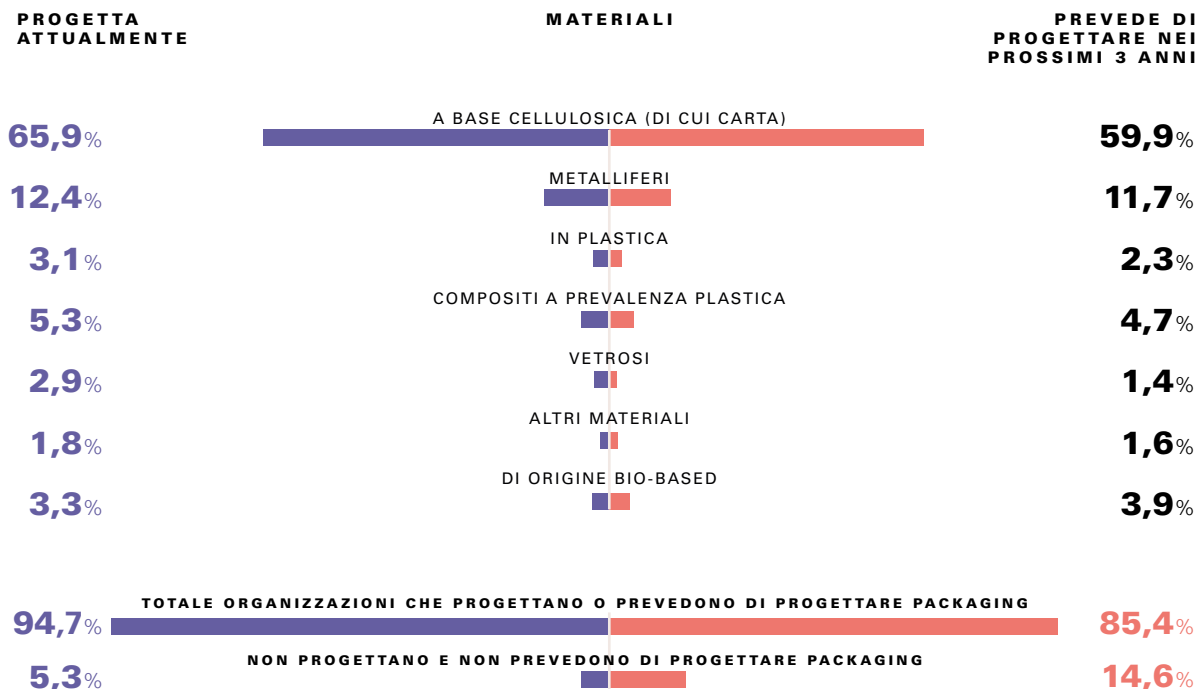 PROGETTA
ATTUALMENTE
MATERIALI
PREVEDE DI
PROGETTARE NEI
PROSSIMI 3 ANNI
A BASE CELLULOSICA (DI CUI CARTA)
65,9% 59,9%
METALLIFERI
12,4% 11,7%
IN PLASTICA
3,1% 2,3%
COMPOSITI A PREVALENZA PLASTICA
5,3% 4,7%
VETROSI
2,9% 1,4%
ALTRI MATERIALI
1,8% 1,6%
DI ORIGINE BIO-BASED
3,3% 3,9%
TOTALE ORGANIZZAZIONI CHE PROGETTANO O PREVEDONO DI PROGETTARE PACKAGING
94,7% 85,4%
NON PROGETTANO E NON PREVEDONO DI PROGETTARE PACKAGING
5,3% 14,6%